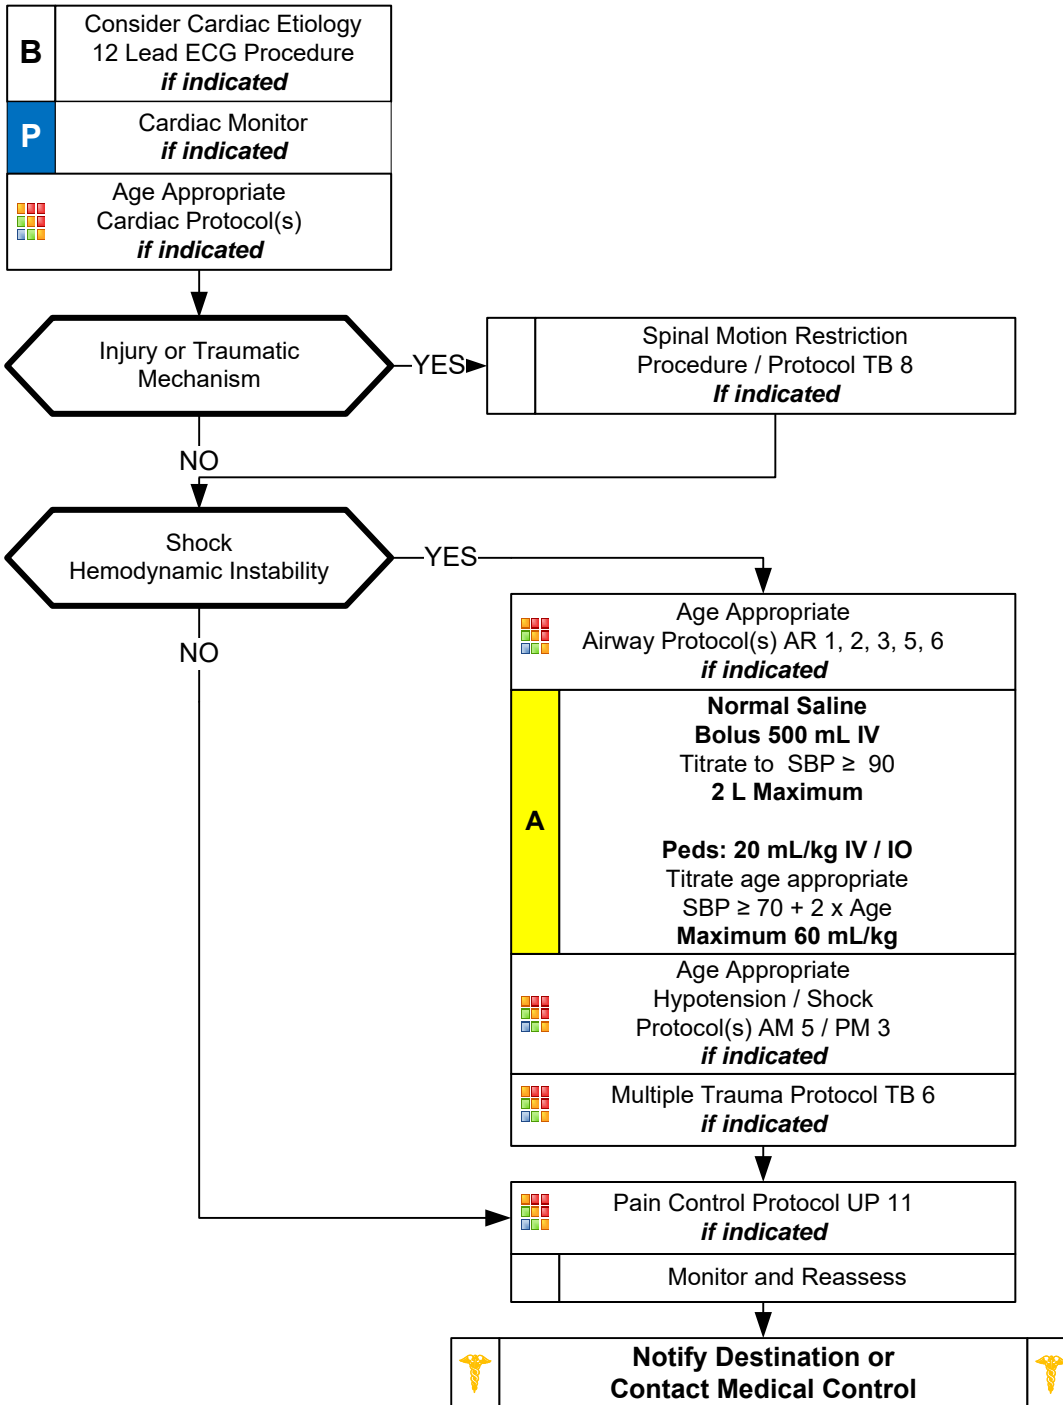 B
Consider Cardiac Etiology
12 Lead ECG Procedure
if indicated
P
Cardiac Monitor
if indicated
Age Appropriate
Cardiac Protocol(s)
if indicated
Injury or Traumatic
Mechanism
YES
Spinal Motion Restriction
Procedure / Protocol TB 8
If indicated
NO
Shock
Hemodynamic Instability
YES
NO
Age Appropriate
Airway Protocol(s) AR 1, 2, 3, 5, 6
if indicated
A
Normal Saline
Bolus 500 mL IV
Titrate to SBP ≥ 90
2 L Maximum
Peds: 20 mL/kg IV / IO
Titrate age appropriate
SBP ≥ 70 + 2 x Age
Maximum 60 mL/kg
Age Appropriate
Hypotension / Shock
Protocol(s) AM 5 / PM 3
if indicated
Multiple Trauma Protocol TB 6
if indicated
Pain Control Protocol UP 11
if indicated
Monitor and Reassess
Notify Destination or
Contact Medical Control